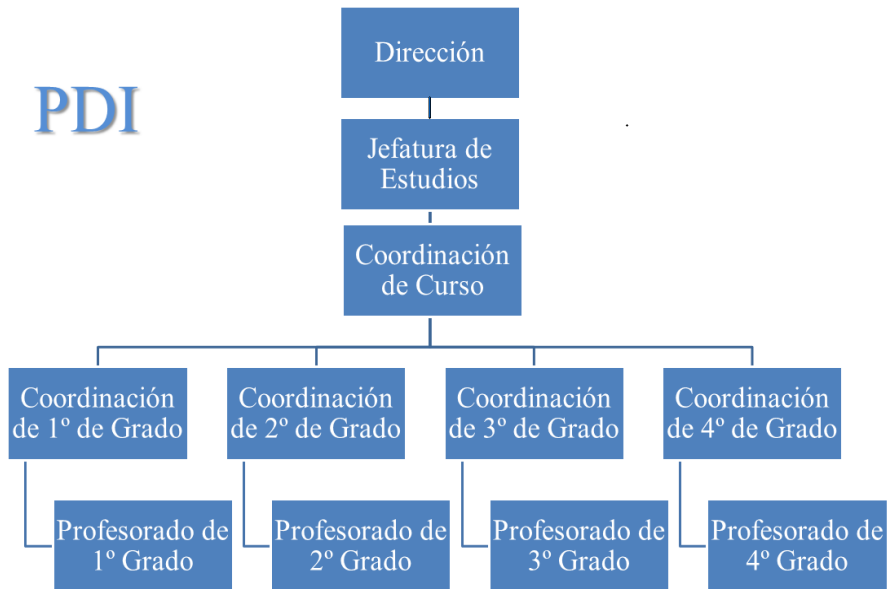 PDI
Dirección
Jefatura de
Estudios
Coordinación
de Curso
Coordinación
de 1º de Grado
Coordinación
de 2º de Grado
Coordinación
de 3º de Grado
Coordinación
de 4º de Grado
Profesorado de
1º Grado
Profesorado de
2º Grado
Profesorado de
3º Grado
Profesorado de
4º Grado